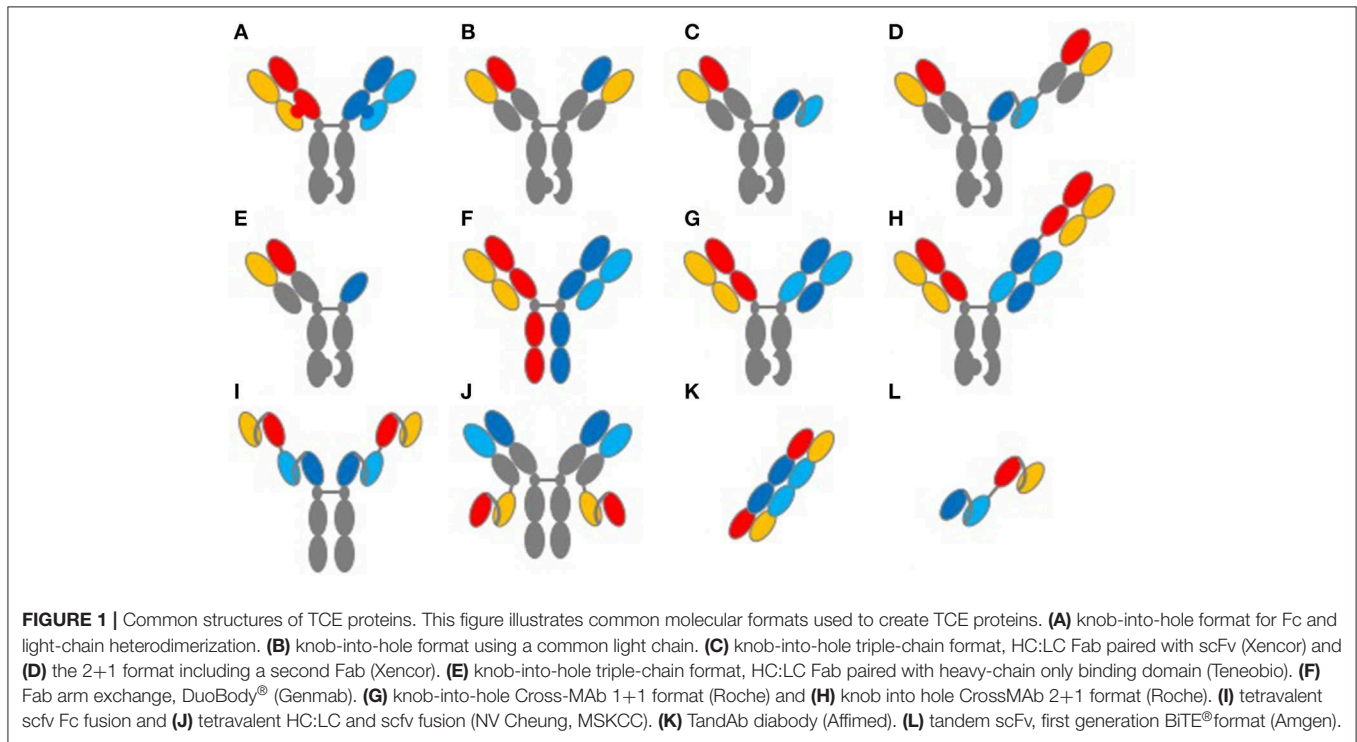 A B C D
E F G H
I J K L
FIGURE 1 | Common structures of TCE proteins. This figure illustrates common molecular formats used to create TCE proteins. (A) knob-into-hole format for Fc and
light-chain heterodimerization. (B) knob-into-hole format using a common light chain. (C) knob-into-hole triple-chain format, HC:LC Fab paired with scFv (Xencor) and
(D) the 2+1 format including a second Fab (Xencor). (E) knob-into-hole triple-chain format, HC:LC Fab paired with heavy-chain only binding domain (Teneobio). (F)
Fab arm exchange, DuoBody® (Genmab). (G) knob-into-hole Cross-MAb 1+1 format (Roche) and (H) knob into hole CrossMAb 2+1 format (Roche). (I) tetravalent
scfv Fc fusion and (J) tetravalent HC:LC and scfv fusion (NV Cheung, MSKCC). (K) TandAb diabody (Affimed). (L) tandem scFv, first generation BiTE®format (Amgen).